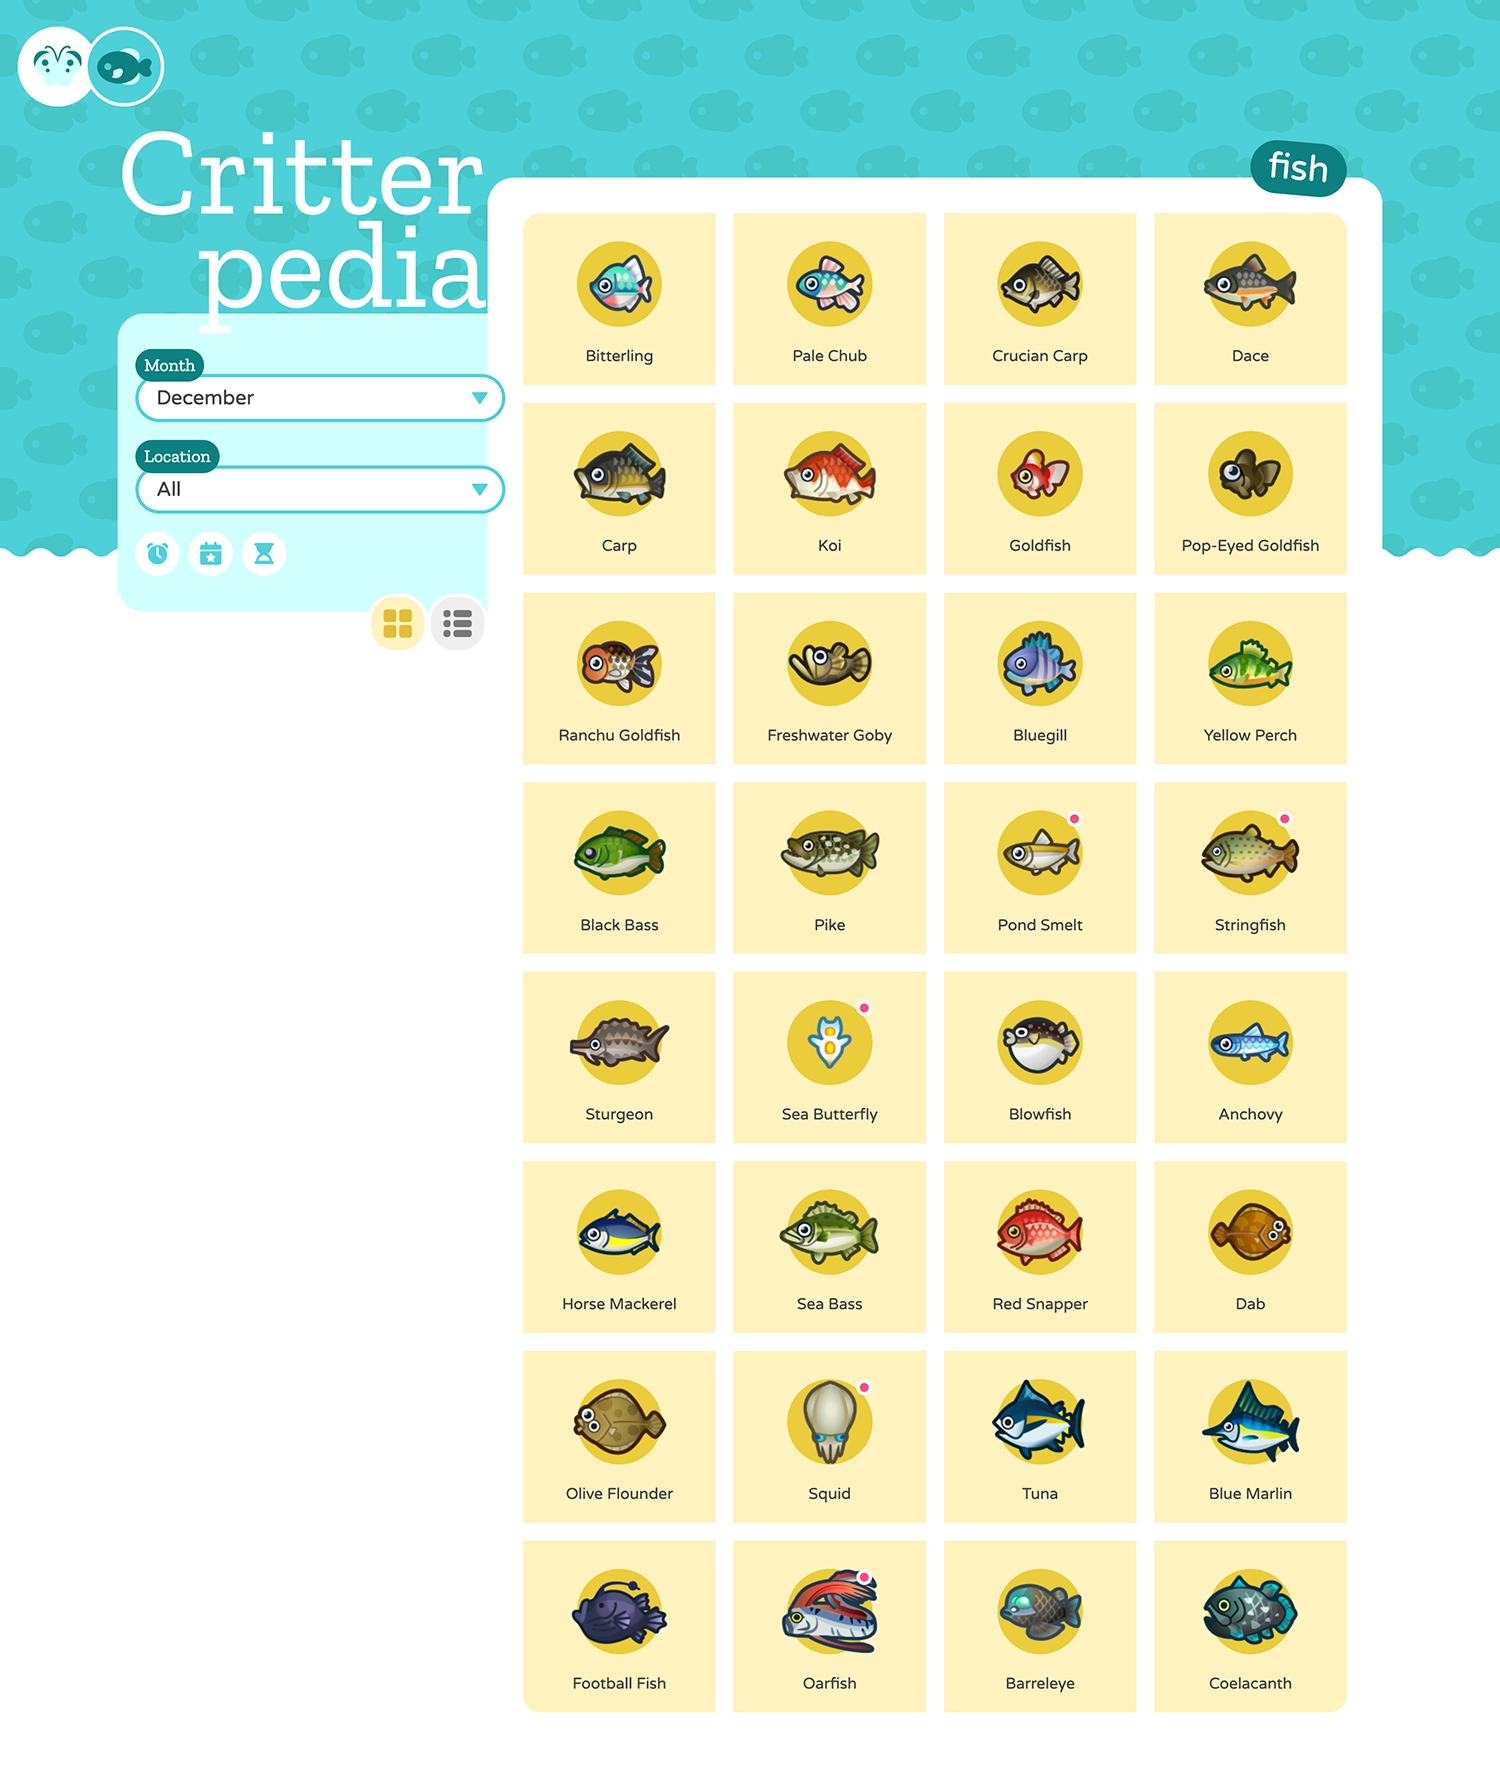 Critter
pedia
fish
Month
December
Location
All
Bitterling
Pale Chub
Crucian Carp
Dace
Carp
Koi
Goldfish
Pop-Eyed Goldfish
Ranchu Goldfish
Freshwater Goby
Bluegill
Yellow Perch
Black Bass
Pike
Pond Smelt
Stringfish
Sturgeon
Sea Butterfly
Blowfish
Anchovy
Horse Mackerel
Sea Bass
Red Snapper
Dab
Olive Flounder
Squid
Tuna
Blue Marlin
Football Fish
Oarfish
Barreleye
Coelacanth